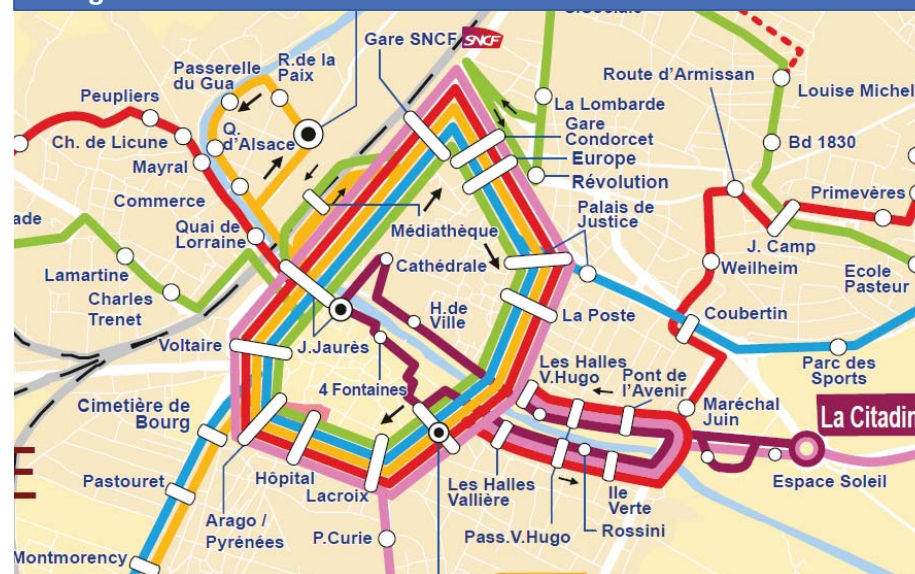 Gare SNCF
SNCF
Passerelle
du Gua
R.de la
Paix
Peupliers
Route d'Armissan
Louise Michel
La Lombarde
Gare
Condorcet
Ch. de Licune
Q.
d'Alsace
Bd 1830
Mayral
Europe
Révolution
Primevères
Commerce
Palais de
Justice
Quai de
Lorraine
Médiathèque
J. Camp
ade
Cathédrale
Weilheim
Lamartine
Ecole
Pasteur
Charles
Trenet
H.de
Ville
La Poste
Coubertin
Voltaire
J.Jaurès
Les Halles
V.Hugo
Pont de
l'Avenir
Parc des
Sports
4 Fontaines
Cimetière de
Bourg
Maréchal
Juin
La Citadin
E
Pastouret
Hôpital
Lacroix
Les Halles
Vallière
Espace Soleil
Ile
Verte
Arago /
Pyrénées
P.Curie
Pass.V.Hugo
Rossini
Montmorency